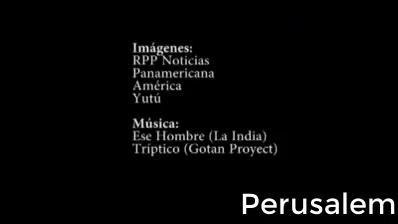 Imágenes:
RPP Noticias
Panamericana
América
Yutú
Música:
Ese Hombre (La India)
Tríptico (Gotan Proyect)
Perusalem